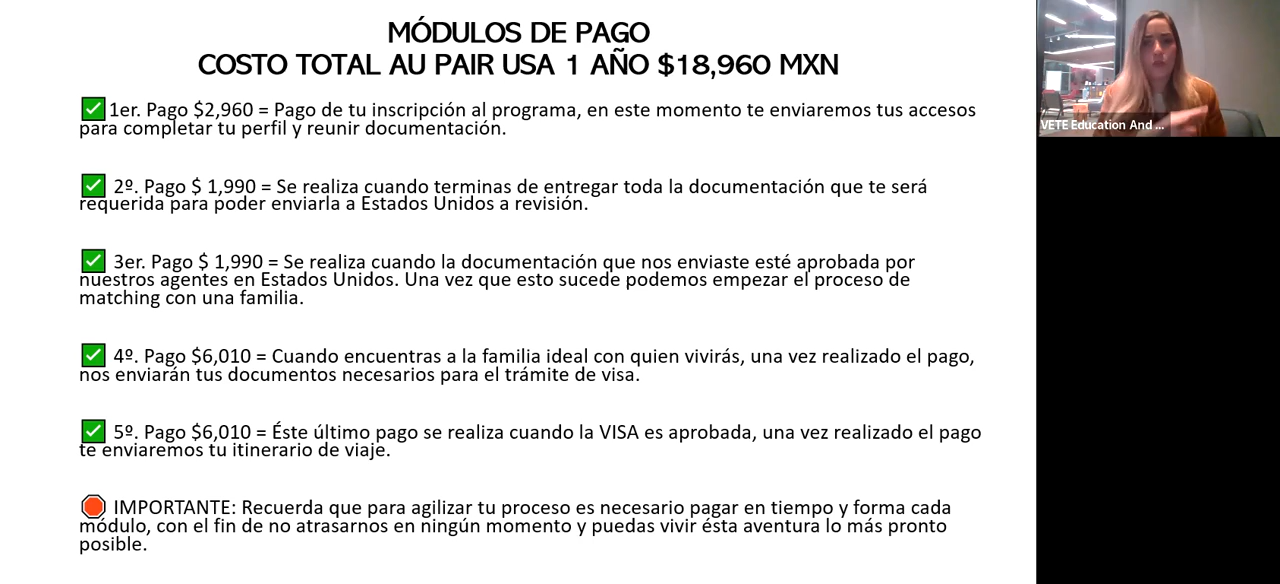 MÓDULOS DE PAGO
COSTO TOTAL AU PAIR USA 1 AÑO $18,960 MXN
1er. Pago $2,960 = Pago de tu inscripción al programa, en este momento te enviaremos tus accesos
para completar tu perfil y reunir documentación.
2º. Pago $ 1,990 = Se realiza cuando terminas de entregar toda la documentación que te será
requerida para poder enviarla a Estados Unidos a revisión.
3er. Pago $ 1,990 = Se realiza cuando la documentación que nos enviaste esté aprobada por
nuestros agentes en Estados Unidos. Una vez que esto sucede podemos empezar el proceso de
matching con una familia.
4º. Pago $6,010 = Cuando encuentras a la familia ideal con quien vivirás, una vez realizado el pago,
nos enviarán tus documentos necesarios para el trámite de visa.
5º. Pago $6,010 = Éste último pago se realiza cuando la VISA es aprobada, una vez realizado el pago
te enviaremos tu itinerario de viaje.
IMPORTANTE: Recuerda que para agilizar tu proceso es necesario pagar en tiempo y forma cada
módulo, con el fin de no atrasarnos en ningún momento y puedas vivir ésta aventura lo más pronto
posible.
VETE Education And ...